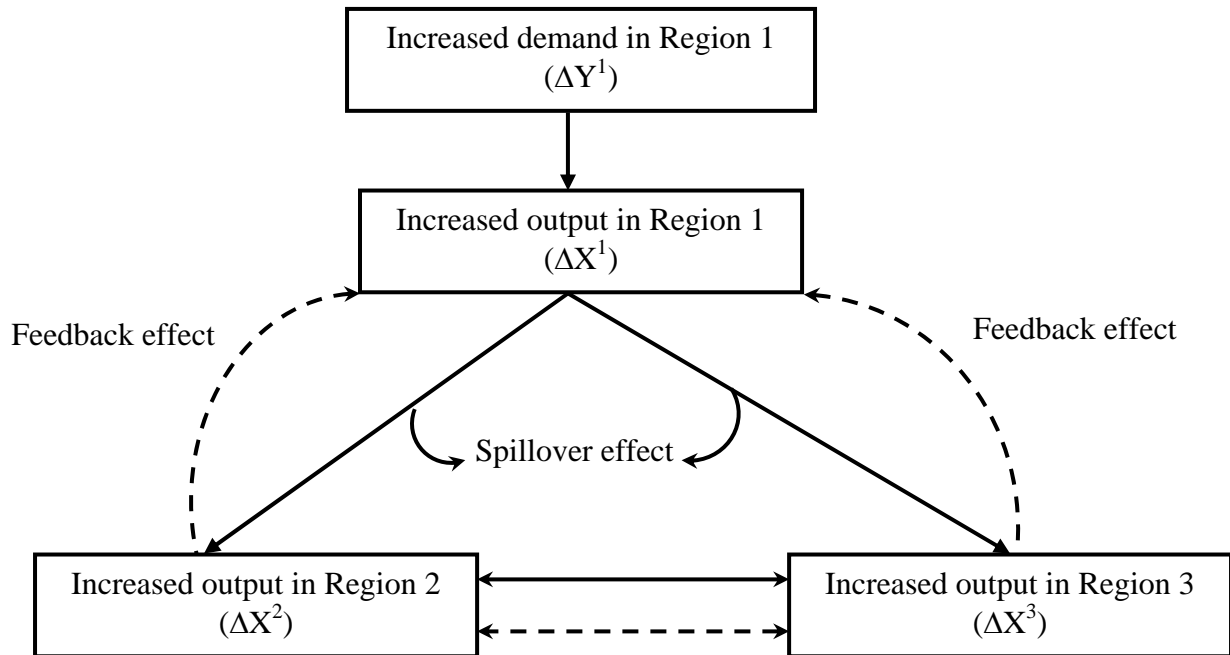 Increased demand in Region 1
(ΔY¹)
Increased output in Region 1
(ΔX¹)
Feedback effect
Feedback effect
Spillover effect
Increased output in Region 2
(ΔX²)
Increased output in Region 3
(ΔX³)